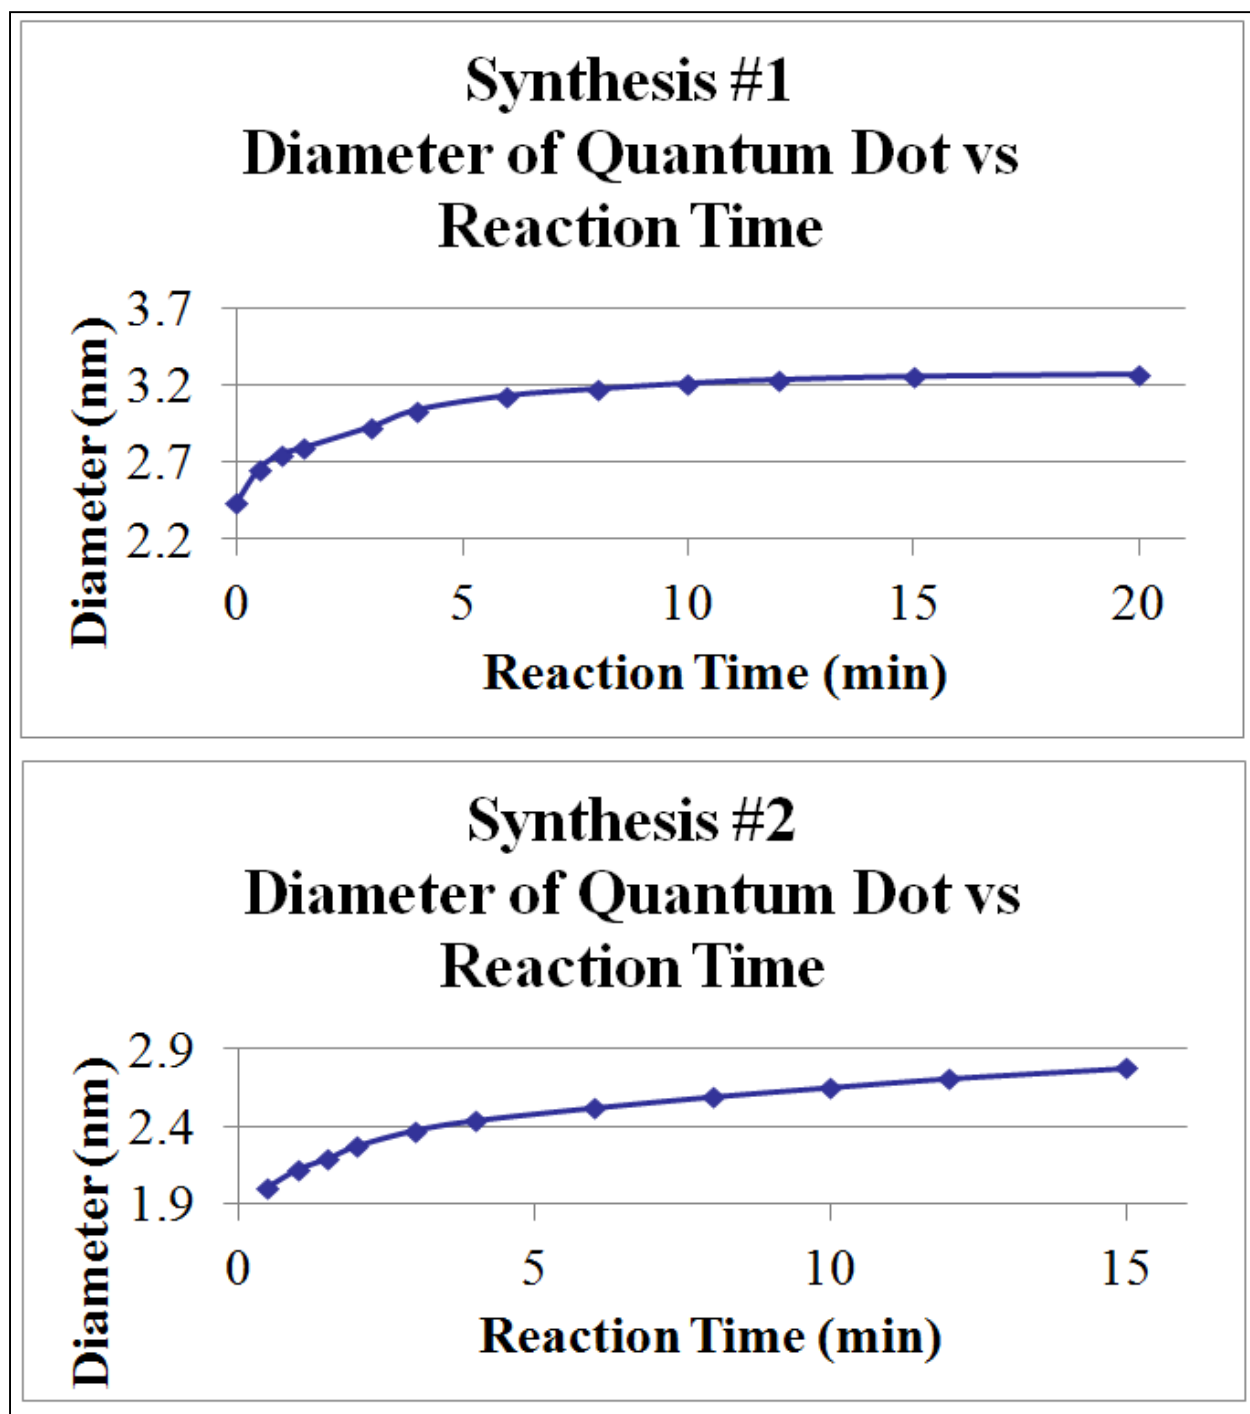 Synthesis #1
Diameter of Quantum Dot vs
Reaction Time
Diameter (nm)
3.7
3.2
2.7
2.2
0 5 10 15 20
Reaction Time (min)
Synthesis #2
Diameter of Quantum Dot vs
Reaction Time
Diameter (nm)
2.9
2.4
1.9
0 5 10 15
Reaction Time (min)